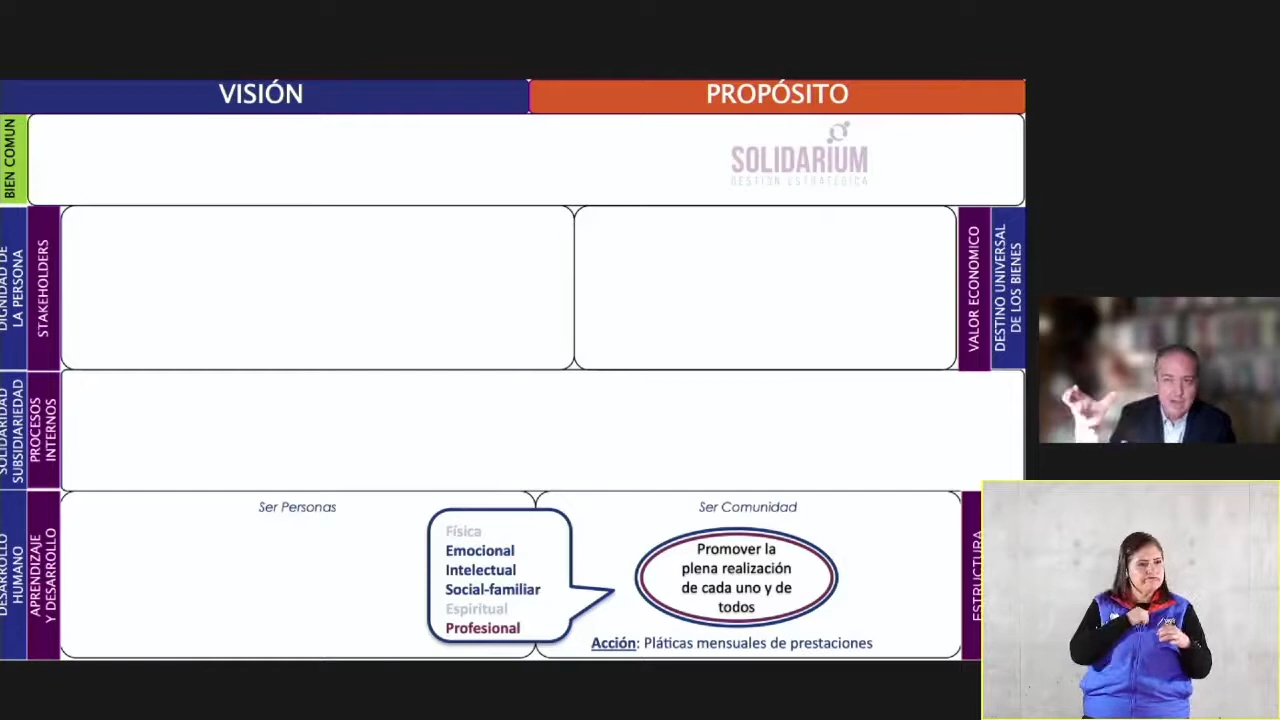 VISIÓN
PROPÓSITO
BIEN COMUN
SOLIDARIUM
GESTIÓN ESTRATÉGICA
DIGNIDAD DE
LA PERSONA
STAKEHOLDERS
VALOR ECONOMICO
DESTINO UNIVERSAL
DE LOS BIENES
SOLIDARIDAD
SUBSIDIARIEDAD
PROCESOS
INTERNOS
DESARROLLO
HUMANO
APRENDIZAJE
Y DESARROLLO
Ser Personas
Física
Emocional
Intelectual
Social-familiar
Espiritual
Profesional
Ser Comunidad
Promover la
plena realización
de cada uno y de
todos
Acción: Pláticas mensuales de prestaciones
ESTRUCTURA